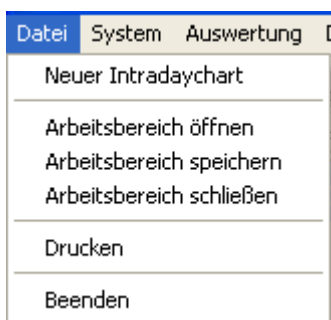 Datei System Auswertung
Neuer Intradaychart
Arbeitsbereich öffnen
Arbeitsbereich speichern
Arbeitsbereich schließen
Drucken
Beenden